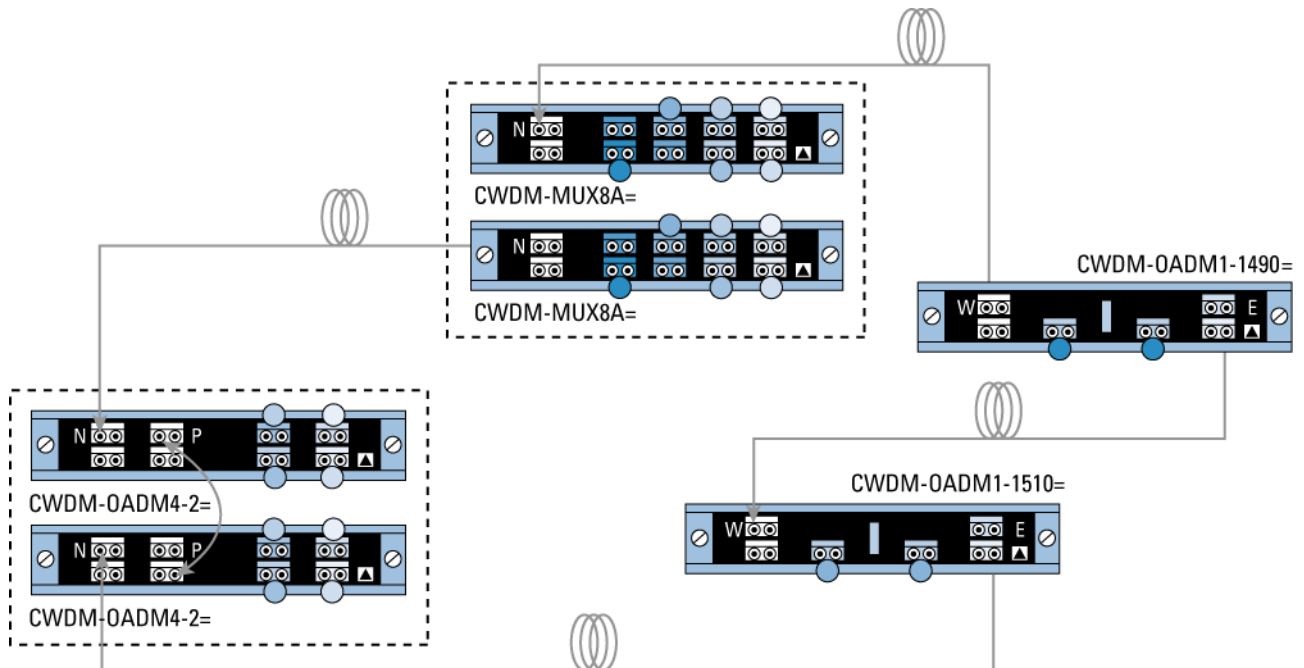 N
CWDM-MUX8A=
N
CWDM-MUX8A=
CWDM-OADM1-1490=
W E
N P
CWDM-OADM4-2=
N P
CWDM-OADM4-2=
CWDM-OADM1-1510=
W E